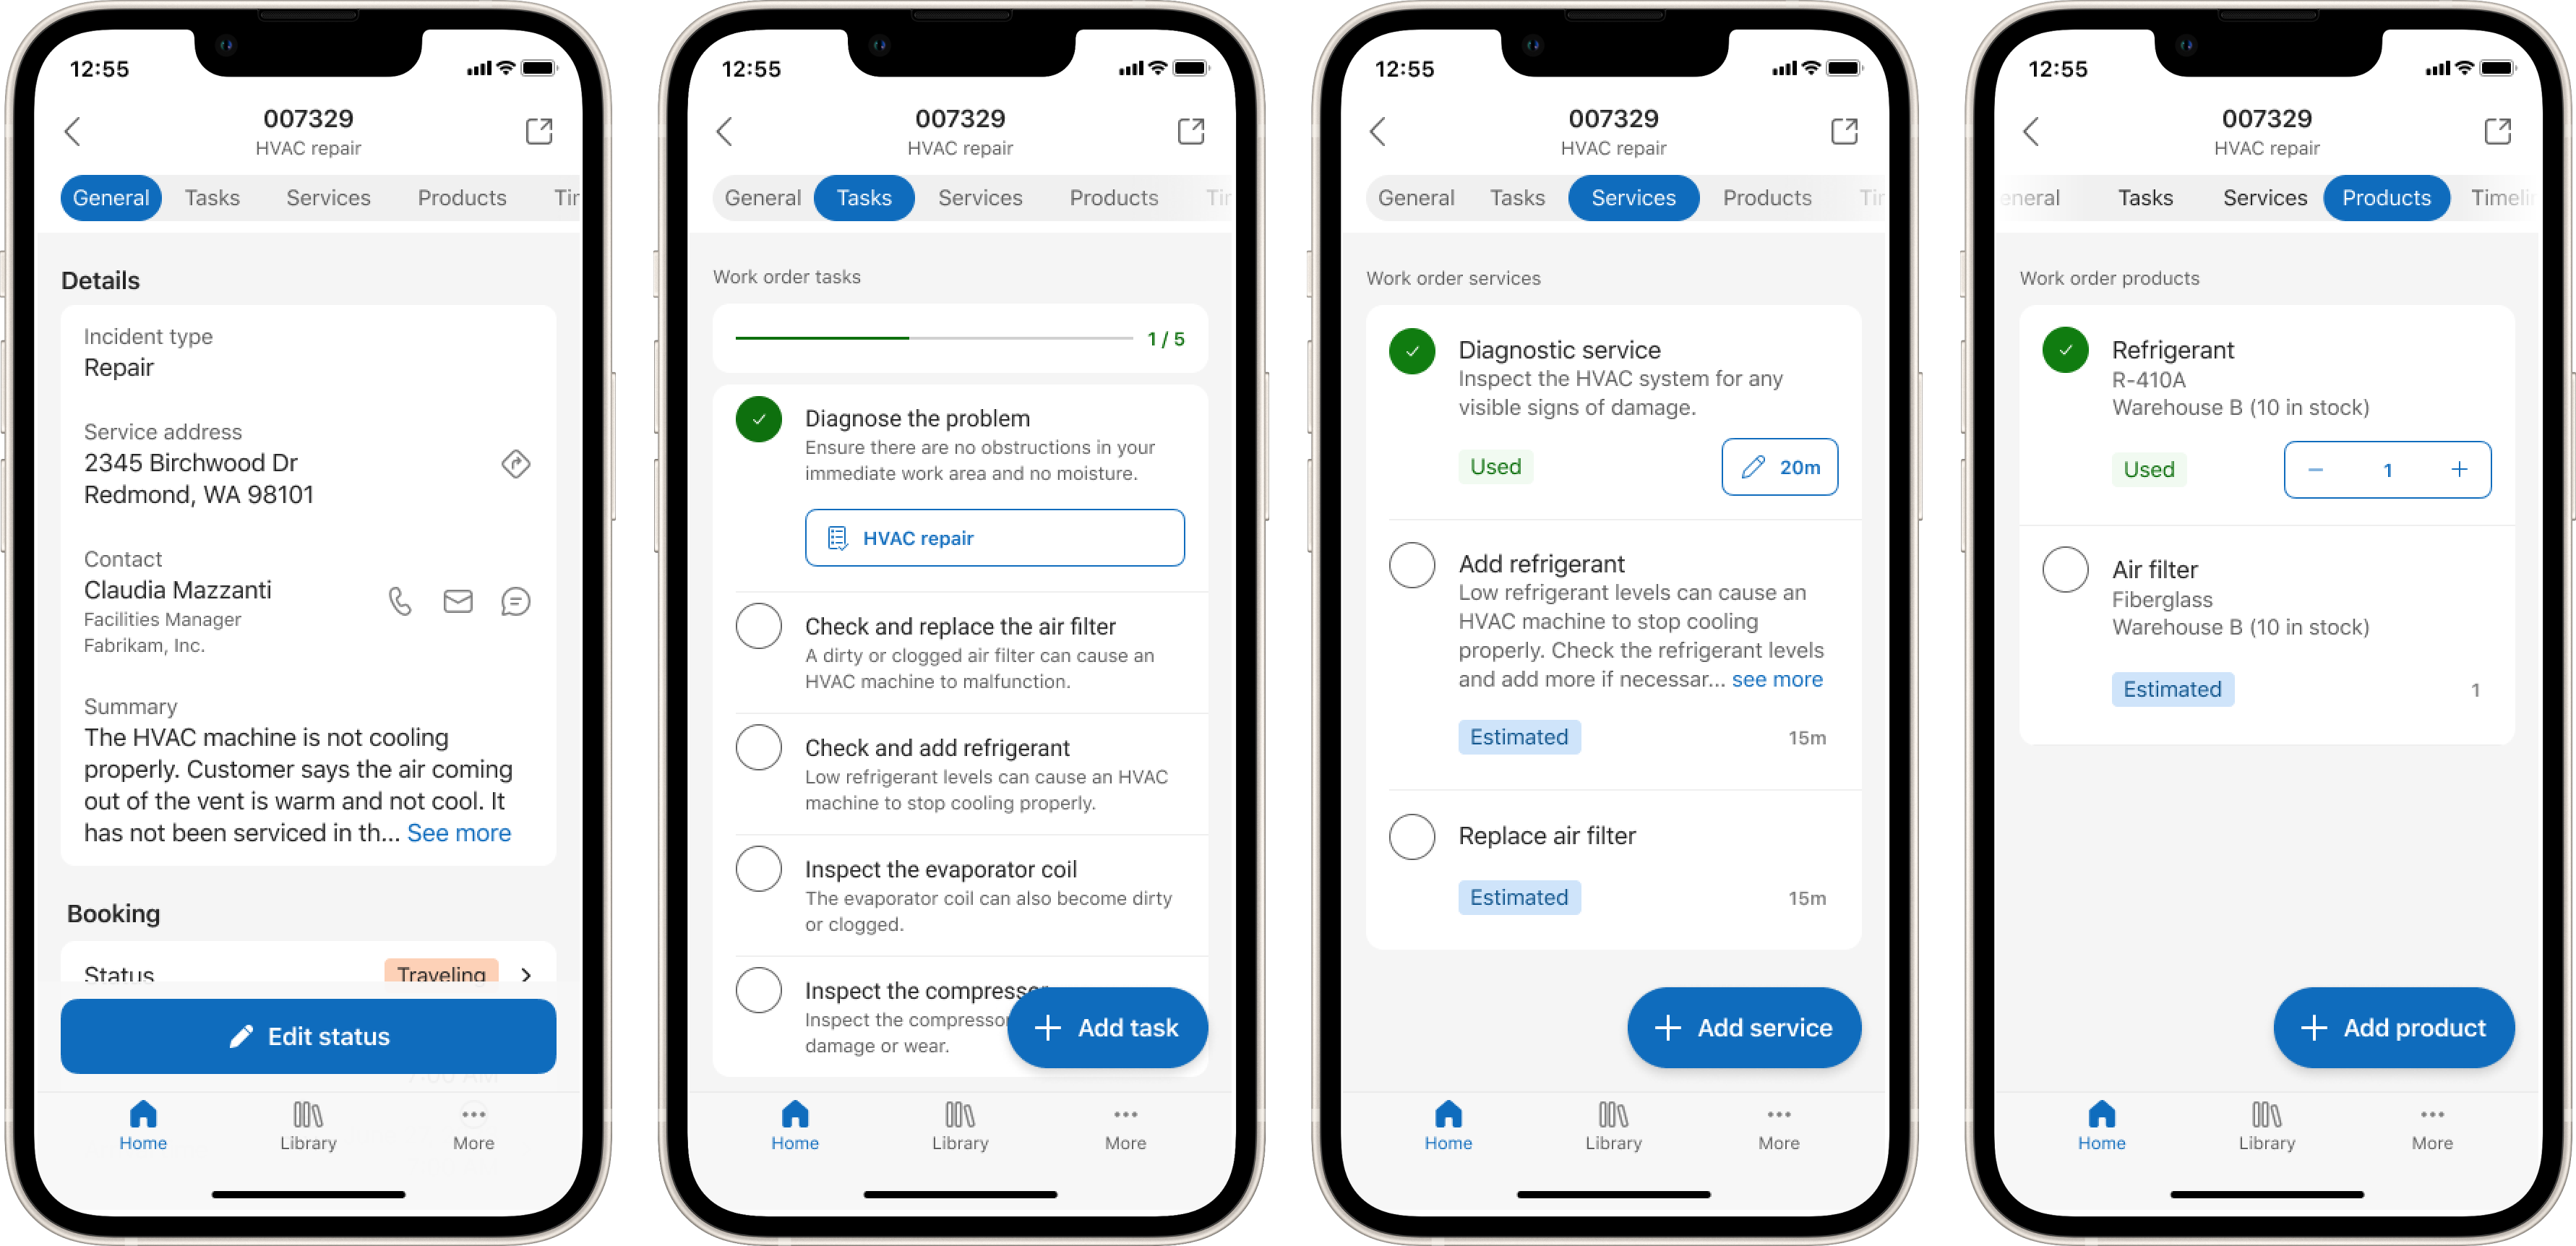 12:55
007329
HVAC repair
General Tasks Services Products Tir
Details
Incident type
Repair
Service address
2345 Birchwood Dr
Redmond, WA 98101
Contact
Claudia Mazzanti
Facilities Manager
Fabrikam, Inc.
Summary
The HVAC machine is not cooling
properly. Customer says the air coming
out of the vent is warm and not cool. It
has not been serviced in th... See more
Booking
Status Traveling
Edit status
Home Library More
12:55
007329
HVAC repair
General Tasks Services Products Tir
Work order tasks
1 / 5
Diagnose the problem
Ensure there are no obstructions in your
immediate work area and no moisture.
HVAC repair
Check and replace the air filter
A dirty or clogged air filter can cause an
HVAC machine to malfunction.
Check and add refrigerant
Low refrigerant levels can cause an HVAC
machine to stop cooling properly.
Inspect the evaporator coil
The evaporator coil can also become dirty
or clogged.
Inspect the compressor
Inspect the compressor
damage or wear.
Add task
Home Library More
12:55
007329
HVAC repair
General Tasks Services Products Tir
Work order services
Diagnostic service
Inspect the HVAC system for any
visible signs of damage.
Used 20m
Add refrigerant
Low refrigerant levels can cause an
HVAC machine to stop cooling
properly. Check the refrigerant levels
and add more if necessar... see more
Estimated 15m
Replace air filter
Estimated 15m
Add service
Home Library More
12:55
007329
HVAC repair
eneral Tasks Services Products Timeli
Work order products
Refrigerant
R-410A
Warehouse B (10 in stock)
Used 1
Air filter
Fiberglass
Warehouse B (10 in stock)
Estimated 1
Add product
Home Library More